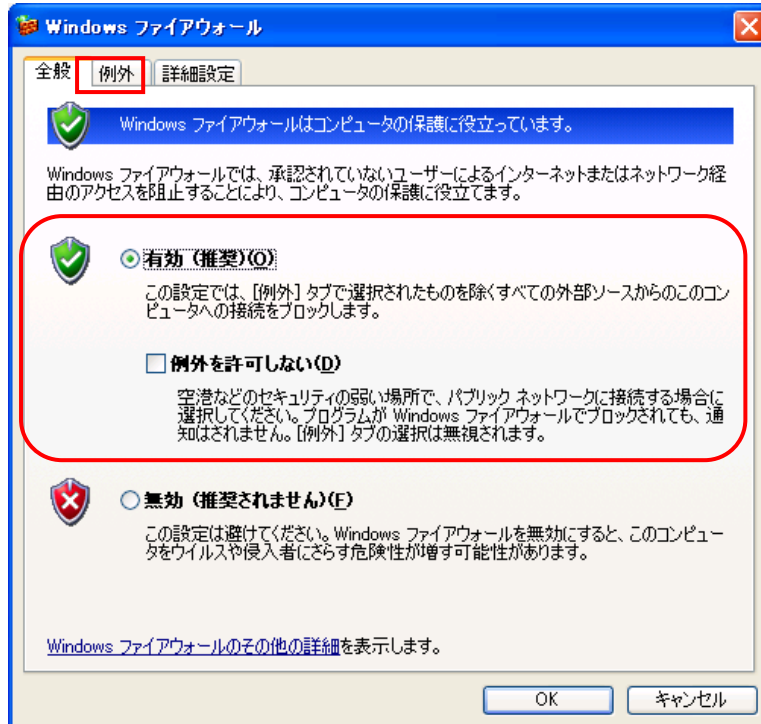 Windows ファイアウォール
全般 例外 詳細設定
Windows ファイアウォールはコンピュータの保護に役立っています。
Windows ファイアウォールでは、承認されていないユーザーによるインターネットまたはネットワーク経
由のアクセスを阻止することにより、コンピュータの保護に役立てます。
有効 (推奨)(O)
この設定では、[例外] タブで選択されたものを除くすべての外部ソースからのこのコン
ピュータへの接続をブロックします。
例外を許可しない(D)
空港などのセキュリティの弱い場所で、パブリック ネットワークに接続する場合に
選択してください。プログラムが Windows ファイアウォールでブロックされても、通
知はされません。[例外] タブの選択は無視されます。
無効 (推奨されません)(F)
この設定は避けてください。Windows ファイアウォールを無効にすると、このコンピュー
タをウイルスや侵入者にさらす危険性が増す可能性があります。
Windows ファイアウォールのその他の詳細を表示します。
OK キャンセル